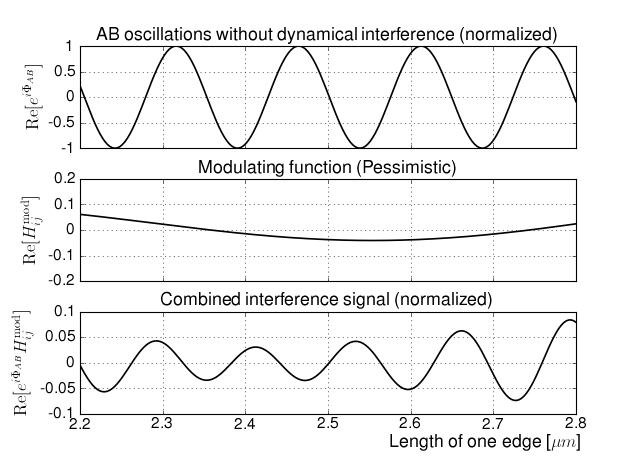 AB oscillations without dynamical interference (normalized)
1
0.5
0
-0.5
-1
Re[e^{iΦ_{AB}}]
Modulating function (Pessimistic)
0.2
0.1
0
-0.1
-0.2
Re[H_{ij}^{mod}]
Combined interference signal (normalized)
0.1
0.05
0
-0.05
-0.1
Re[e^{iΦ_{AB}} H_{ij}^{mod}]
2.2 2.3 2.4 2.5 2.6 2.7 2.8
Length of one edge [μm]